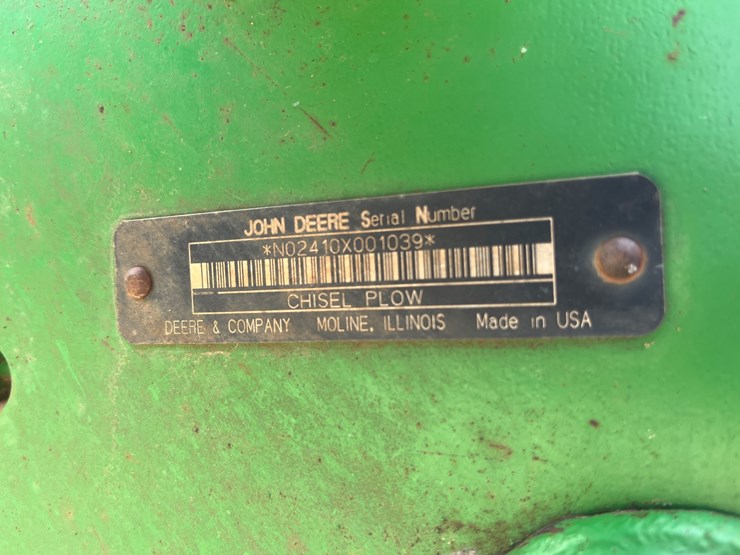 JOHN DEERE Serial Number
*N02410X001039*
CHISEL PLOW
DEERE & COMPANY MOLINE, ILLINOIS Made in USA